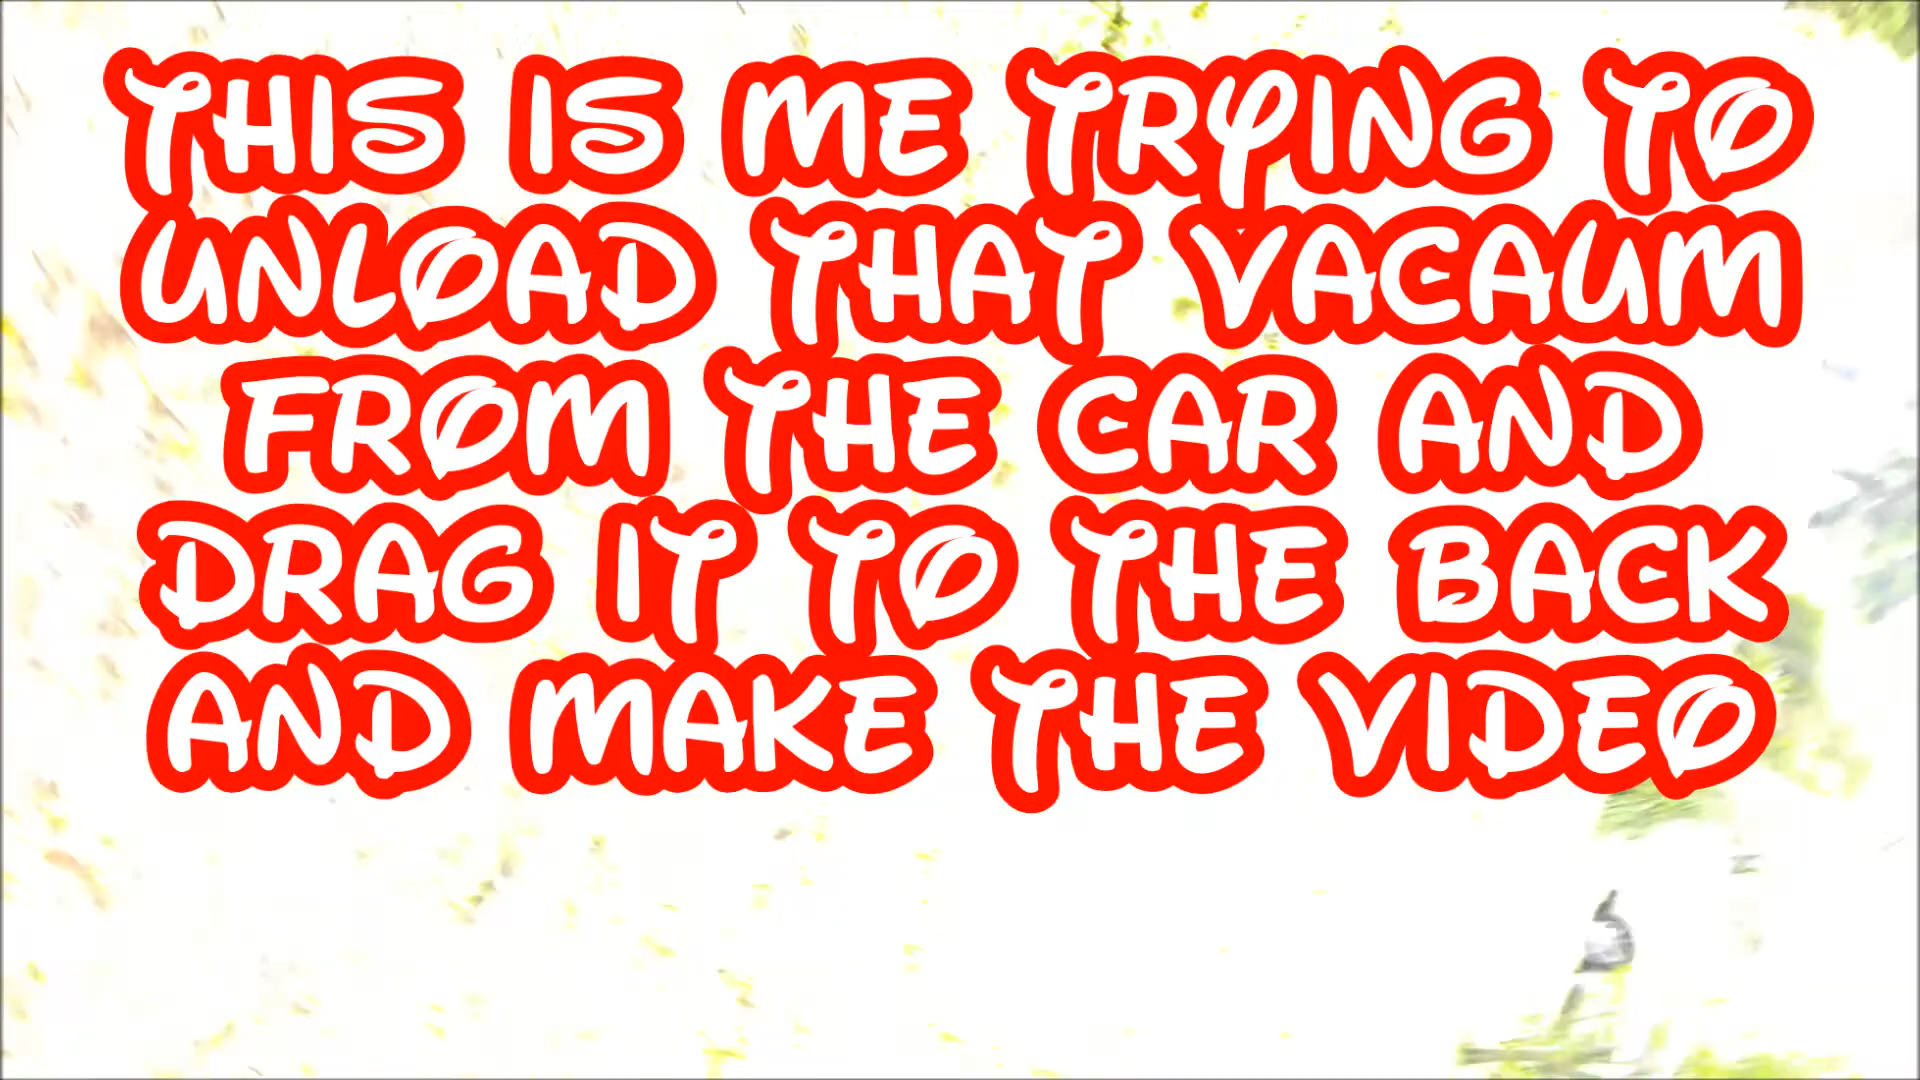 THIS IS ME TRYING TO
UNLOAD THAT VACAUM
FROM THE CAR AND
DRAG IT TO THE BACK
AND MAKE THE VIDEO